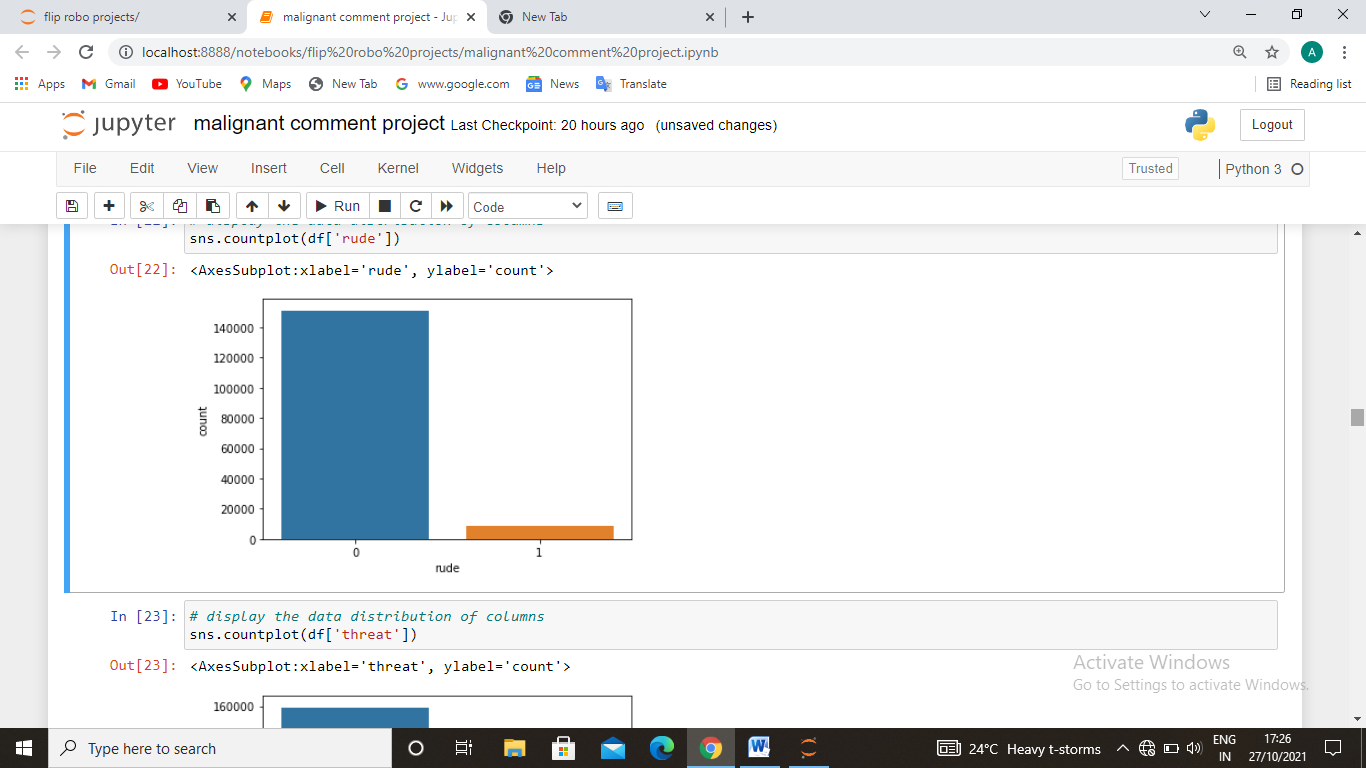 flip robo projects/
malignant comment project - Jup
New Tab
localhost:8888/notebooks/flip%20robo%20projects/malignant%20comment%20project.ipynb
A
Apps
Gmail
YouTube
Maps
New Tab
www.google.com
News
Translate
Reading list
jupyter
malignant comment project Last Checkpoint: 20 hours ago (unsaved changes)
Logout
File Edit View Insert Cell Kernel Widgets Help
Trusted
Python 3
Run
Code
sns.countplot(df['rude'])
Out[22]: <AxesSubplot:xlabel='rude', ylabel='count'>
140000
120000
100000
80000
60000
40000
20000
0
count
0 1
rude
In [23]: # display the data distribution of columns
sns.countplot(df['threat'])
Out[23]: <AxesSubplot:xlabel='threat', ylabel='count'>
160000
Activate Windows
Go to Settings to activate Windows.
Type here to search
24°C Heavy t-storms
ENG
IN
17:26
27/10/2021